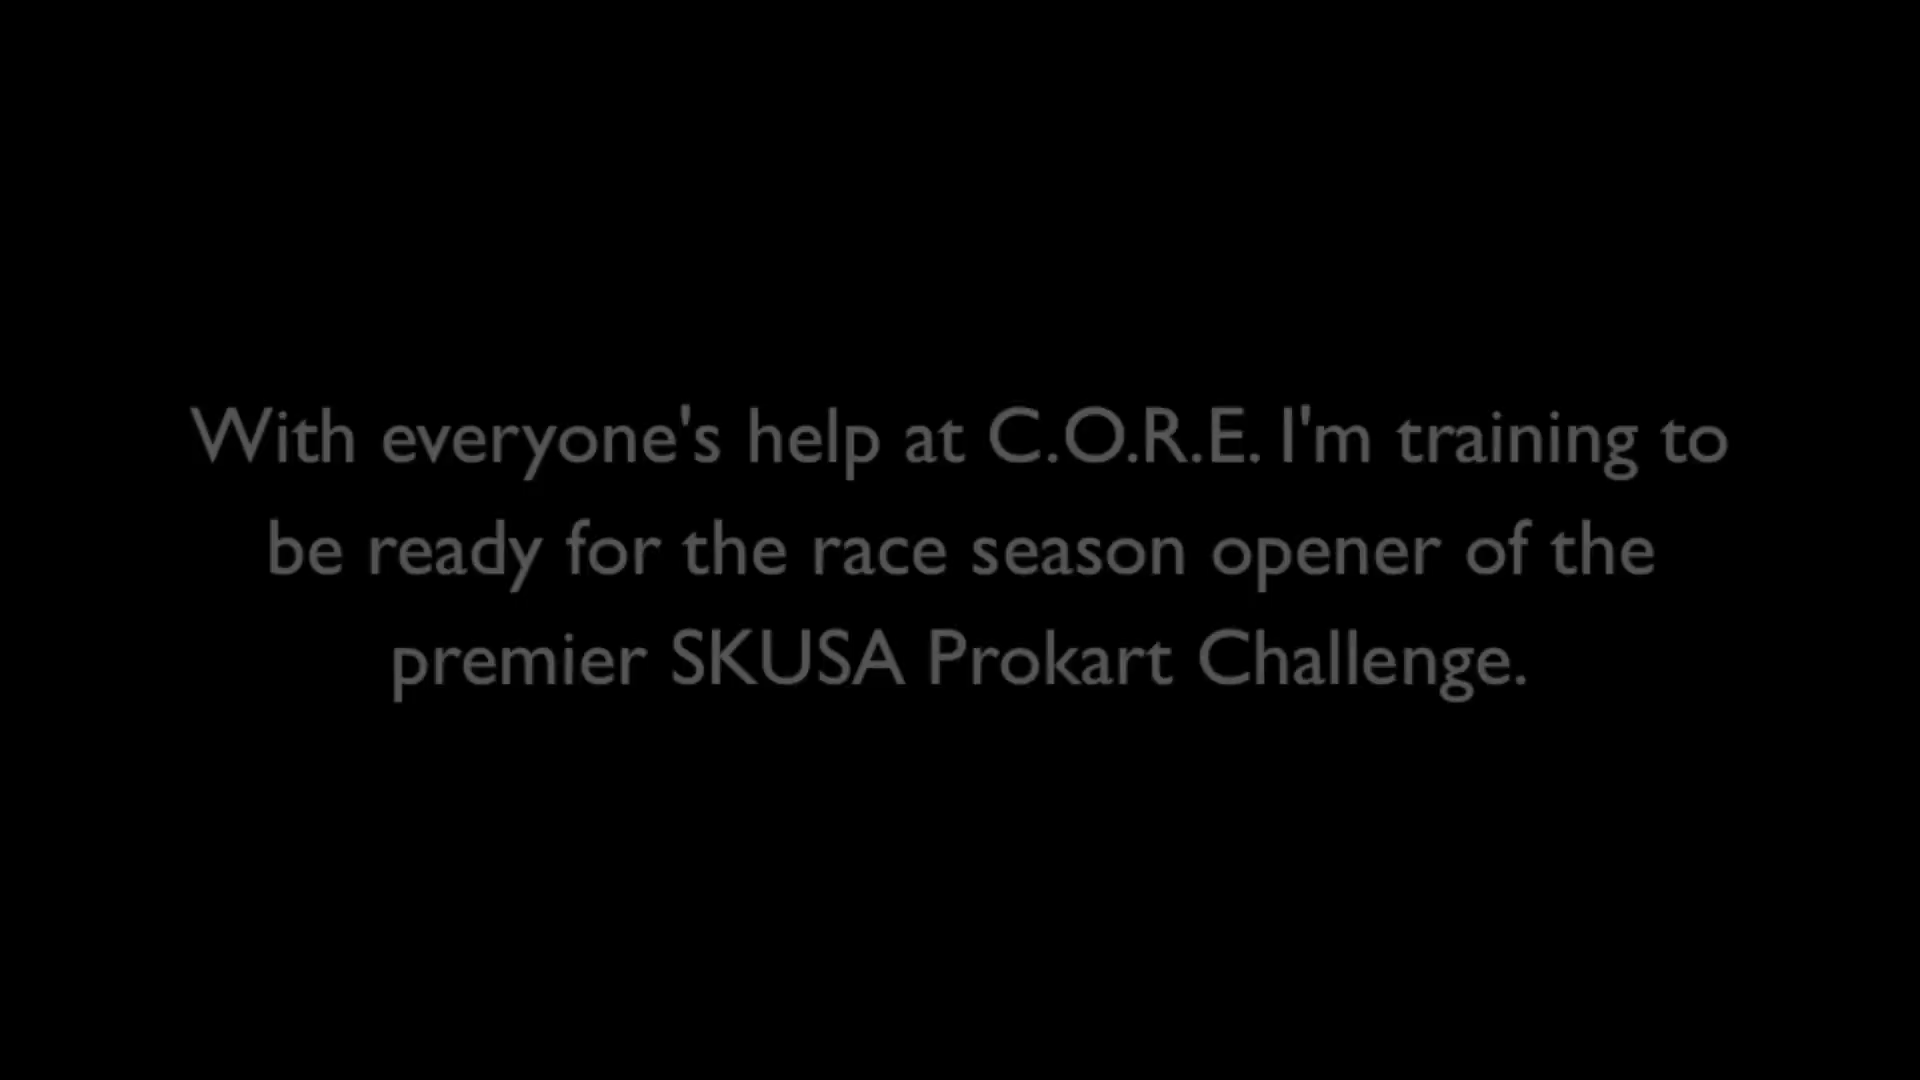 With everyone's help at C.O.R.E. I'm training to
be ready for the race season opener of the
premier SKUSA Prokart Challenge.